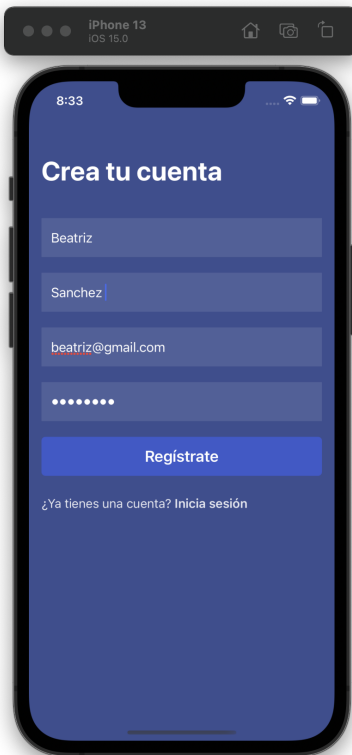 iPhone 13
iOS 15.0
8:33
Crea tu cuenta
Beatriz
Sanchez
beatriz@gmail.com
••••••••
Regístrate
¿Ya tienes una cuenta? Inicia sesión